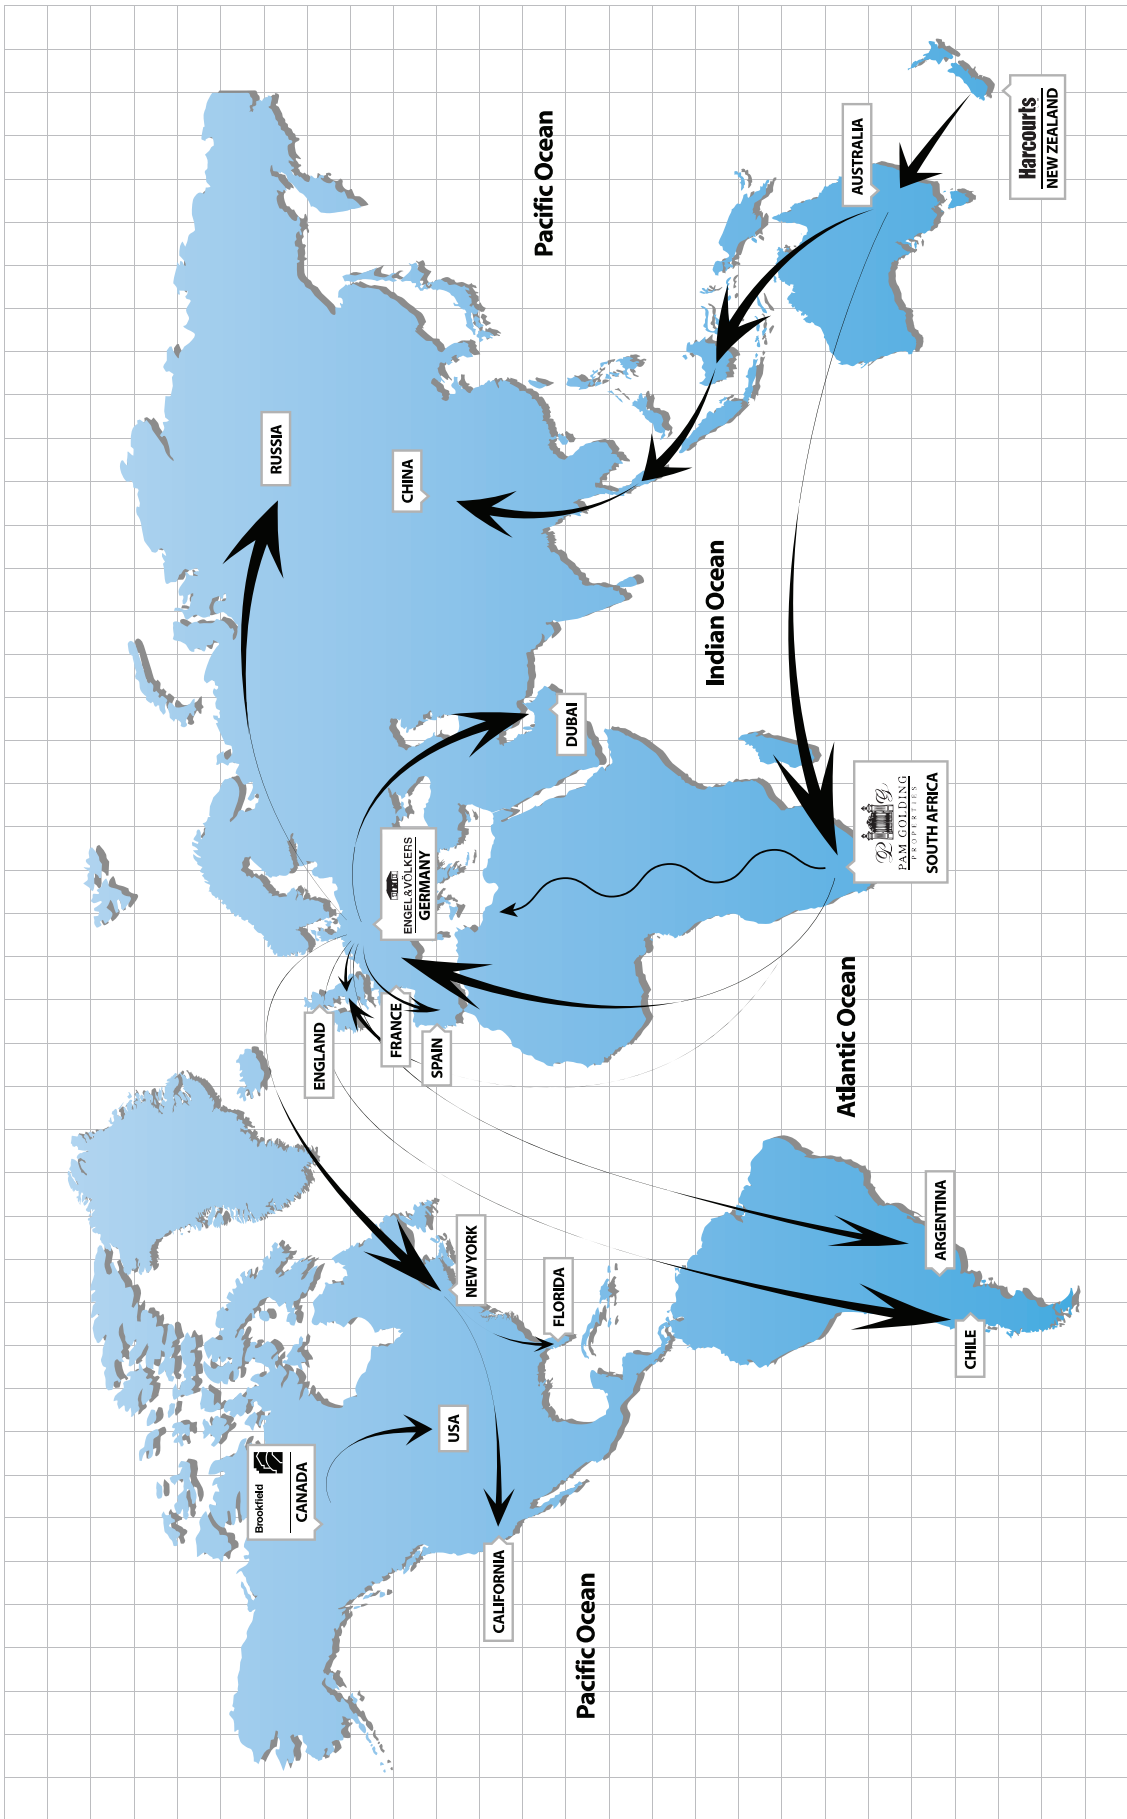 Brookfield
CANADA
USA
CALIFORNIA
NEW YORK
FLORIDA
Pacific Ocean
CHILE
ARGENTINA
Atlantic Ocean
ENGLAND
FRANCE
SPAIN
ENGEL & VÖLKERS
GERMANY
DUBAI
RUSSIA
CHINA
Indian Ocean
P G
PAM GOLDING
PROPERTIES
SOUTH AFRICA
Pacific Ocean
AUSTRALIA
Harcourts
NEW ZEALAND